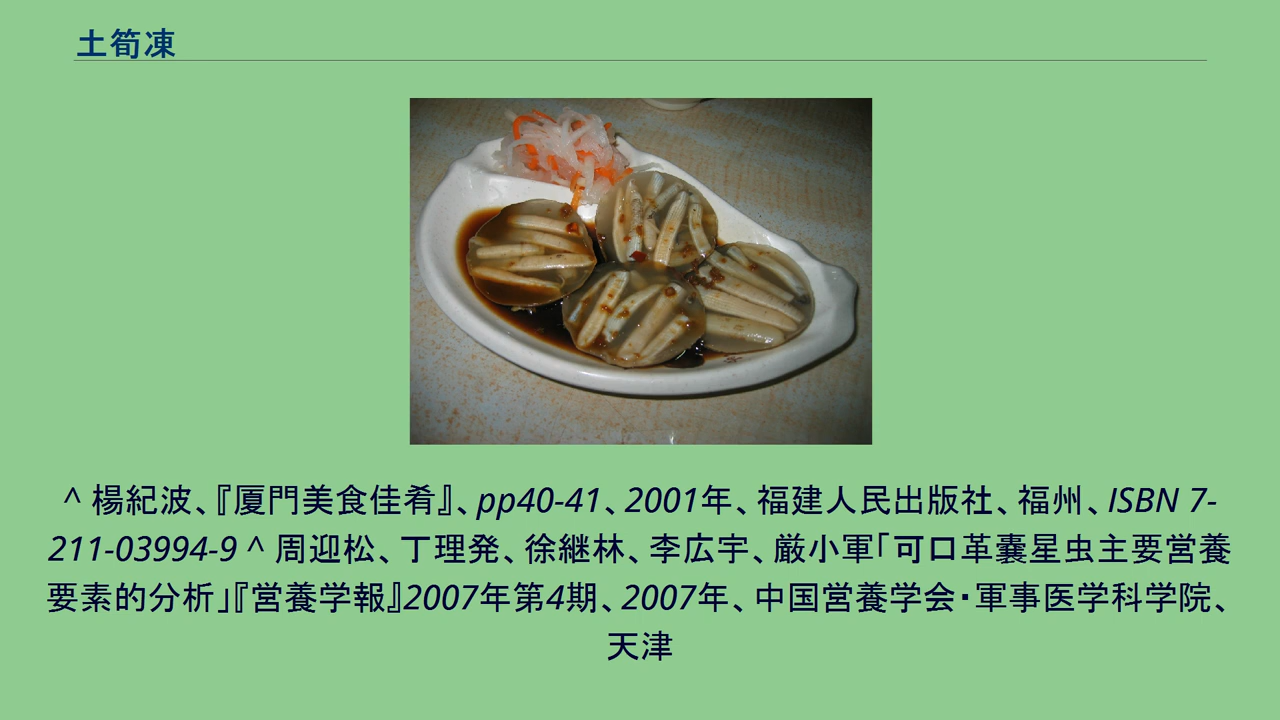 土筍凍
^ 楊紀波、『厦門美食佳肴』、pp40-41、2001年、福建人民出版社、福州、ISBN 7-
211-03994-9 ^ 周迎松、丁理発、徐継林、李広宇、厳小軍「可口革嚢星虫主要営養
要素的分析」『営養学報』2007年第4期、2007年、中国営養学会・軍事医学科学院、
天津